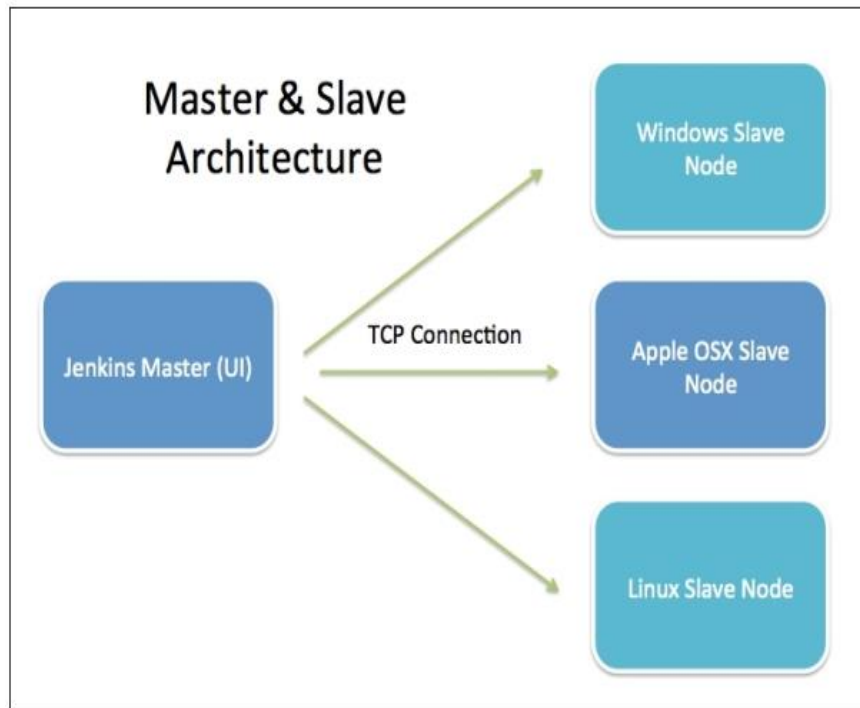 Master & Slave
Architecture
Windows Slave
Node
TCP Connection
Jenkins Master (UI)
Apple OSX Slave
Node
Linux Slave Node